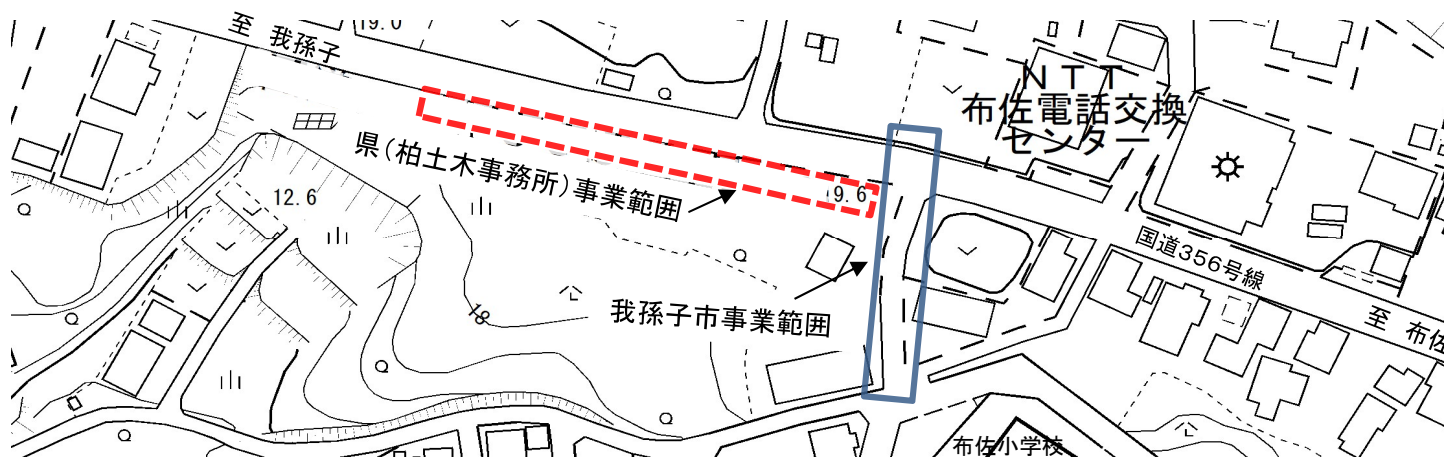 19.0
至 我孫子
NTT
布佐電話交換
センター
県(柏土木事務所)事業範囲
9.6
12.6
国道356号線
我孫子市事業範囲
18
至 布佐
布佐小学校